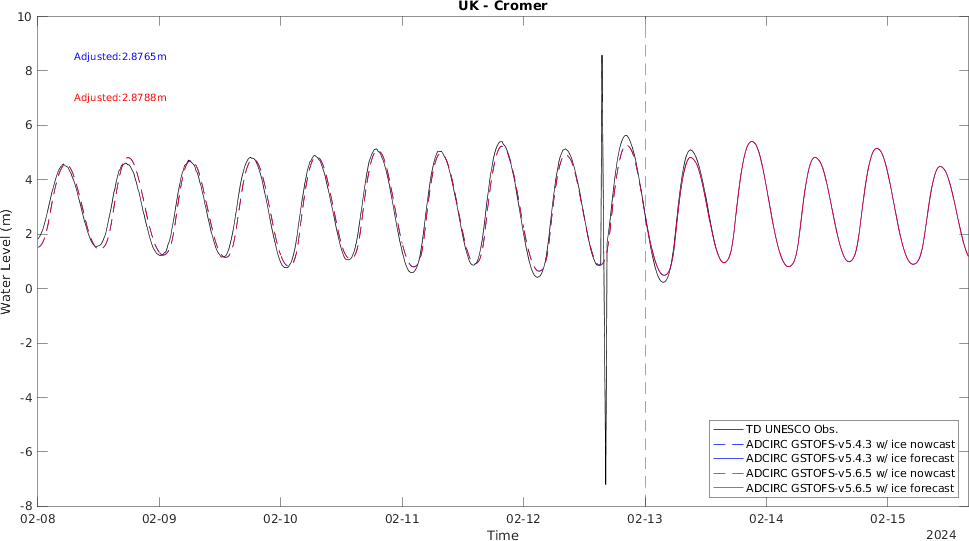 UK - Cromer
Adjusted:2.8765m
Adjusted:2.8788m
Water Level (m)
10
8
6
4
2
0
-2
-4
-6
-8
02-08
02-09
02-10
02-11
02-12
02-13
02-14
02-15
Time
2024
TD UNESCO Obs.
ADCIRC GSTOFS-v5.4.3 w/ ice nowcast
ADCIRC GSTOFS-v5.4.3 w/ ice forecast
ADCIRC GSTOFS-v5.6.5 w/ ice nowcast
ADCIRC GSTOFS-v5.6.5 w/ ice forecast